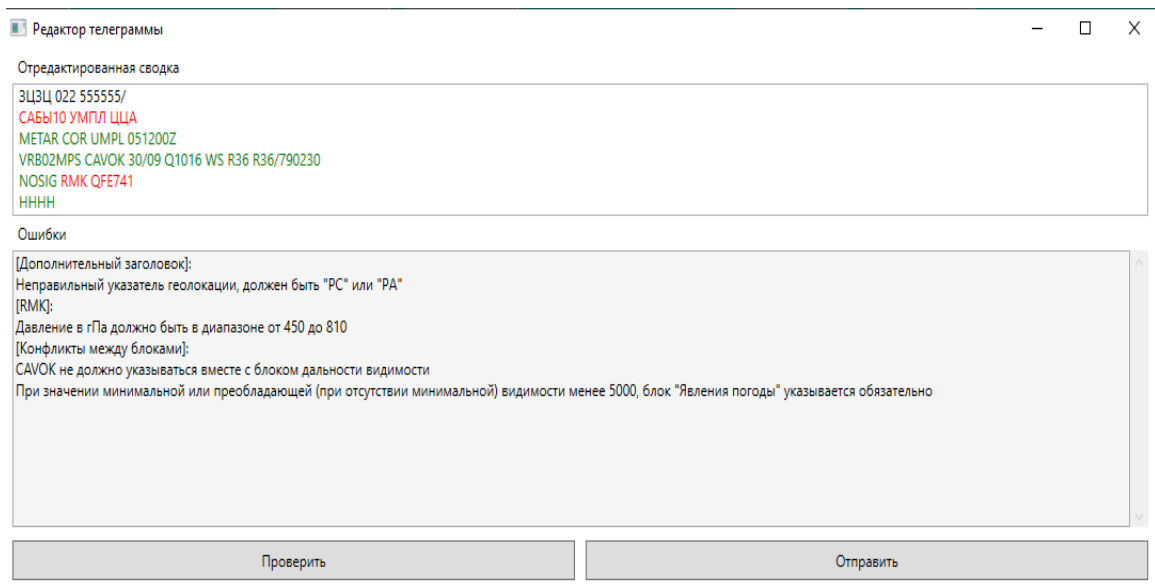 Редактор телеграммы
Отредактированная сводка
ЗЦЗЦ 022 555555/
САБЫ10 УМПЛ ЦЦА
METAR COR UMPL 051200Z
VRB02MPS CAVOK 30/09 Q1016 WS R36 R36/790230
NOSIG RMK QFE741
НННН
Ошибки
[Дополнительный заголовок]:
Неправильный указатель геолокации, должен быть "РС" или "РА"
[RMK]:
Давление в гПа должно быть в диапазоне от 450 до 810
[Конфликты между блоками]:
CAVOK не должно указываться вместе с блоком дальности видимости
При значении минимальной или преобладающей (при отсутствии минимальной) видимости менее 5000, блок "Явления погоды" указывается обязательно
Проверить
Отправить